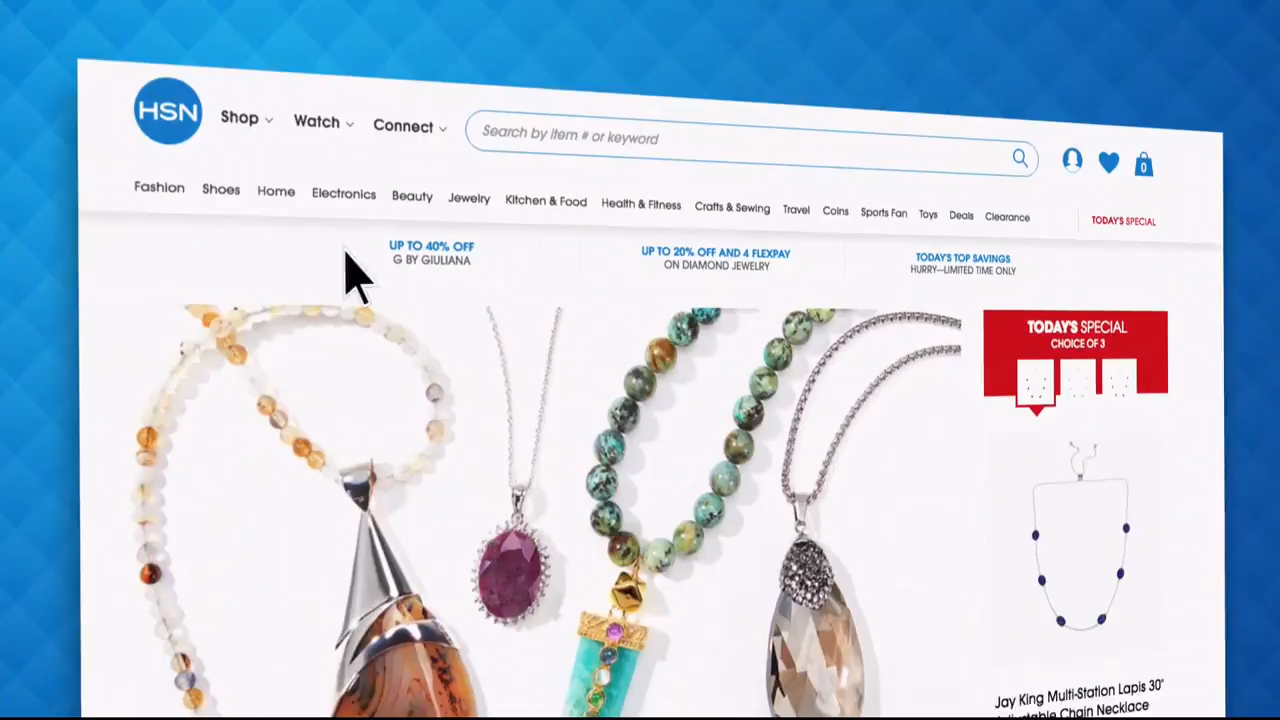 HSN
Shop
Watch
Connect
Search by item # or keyword
0
Fashion Shoes Home Electronics Beauty Jewelry Kitchen & Food Health & Fitness Crafts & Sewing Travel Coins Sports Fan Toys Deals Clearance
TODAY'S SPECIAL
UP TO 40% OFF
G BY GIULIANA
UP TO 20% OFF AND 4 FLEXPAY
ON DIAMOND JEWELRY
TODAY'S TOP SAVINGS
HURRY—LIMITED TIME ONLY
TODAY'S SPECIAL
CHOICE OF 3
Jay King Multi-Station Lapis 30"
Chain Necklace